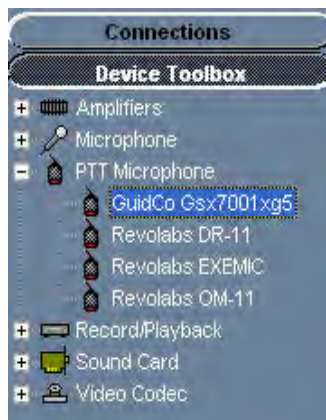 Connections
Device Toolbox
Amplifiers
Microphone
PTT Microphone
GuidCo Gsx7001xg5
Revolabs DR-11
Revolabs EXEMIC
Revolabs OM-11
Record/Playback
Sound Card
Video Codec